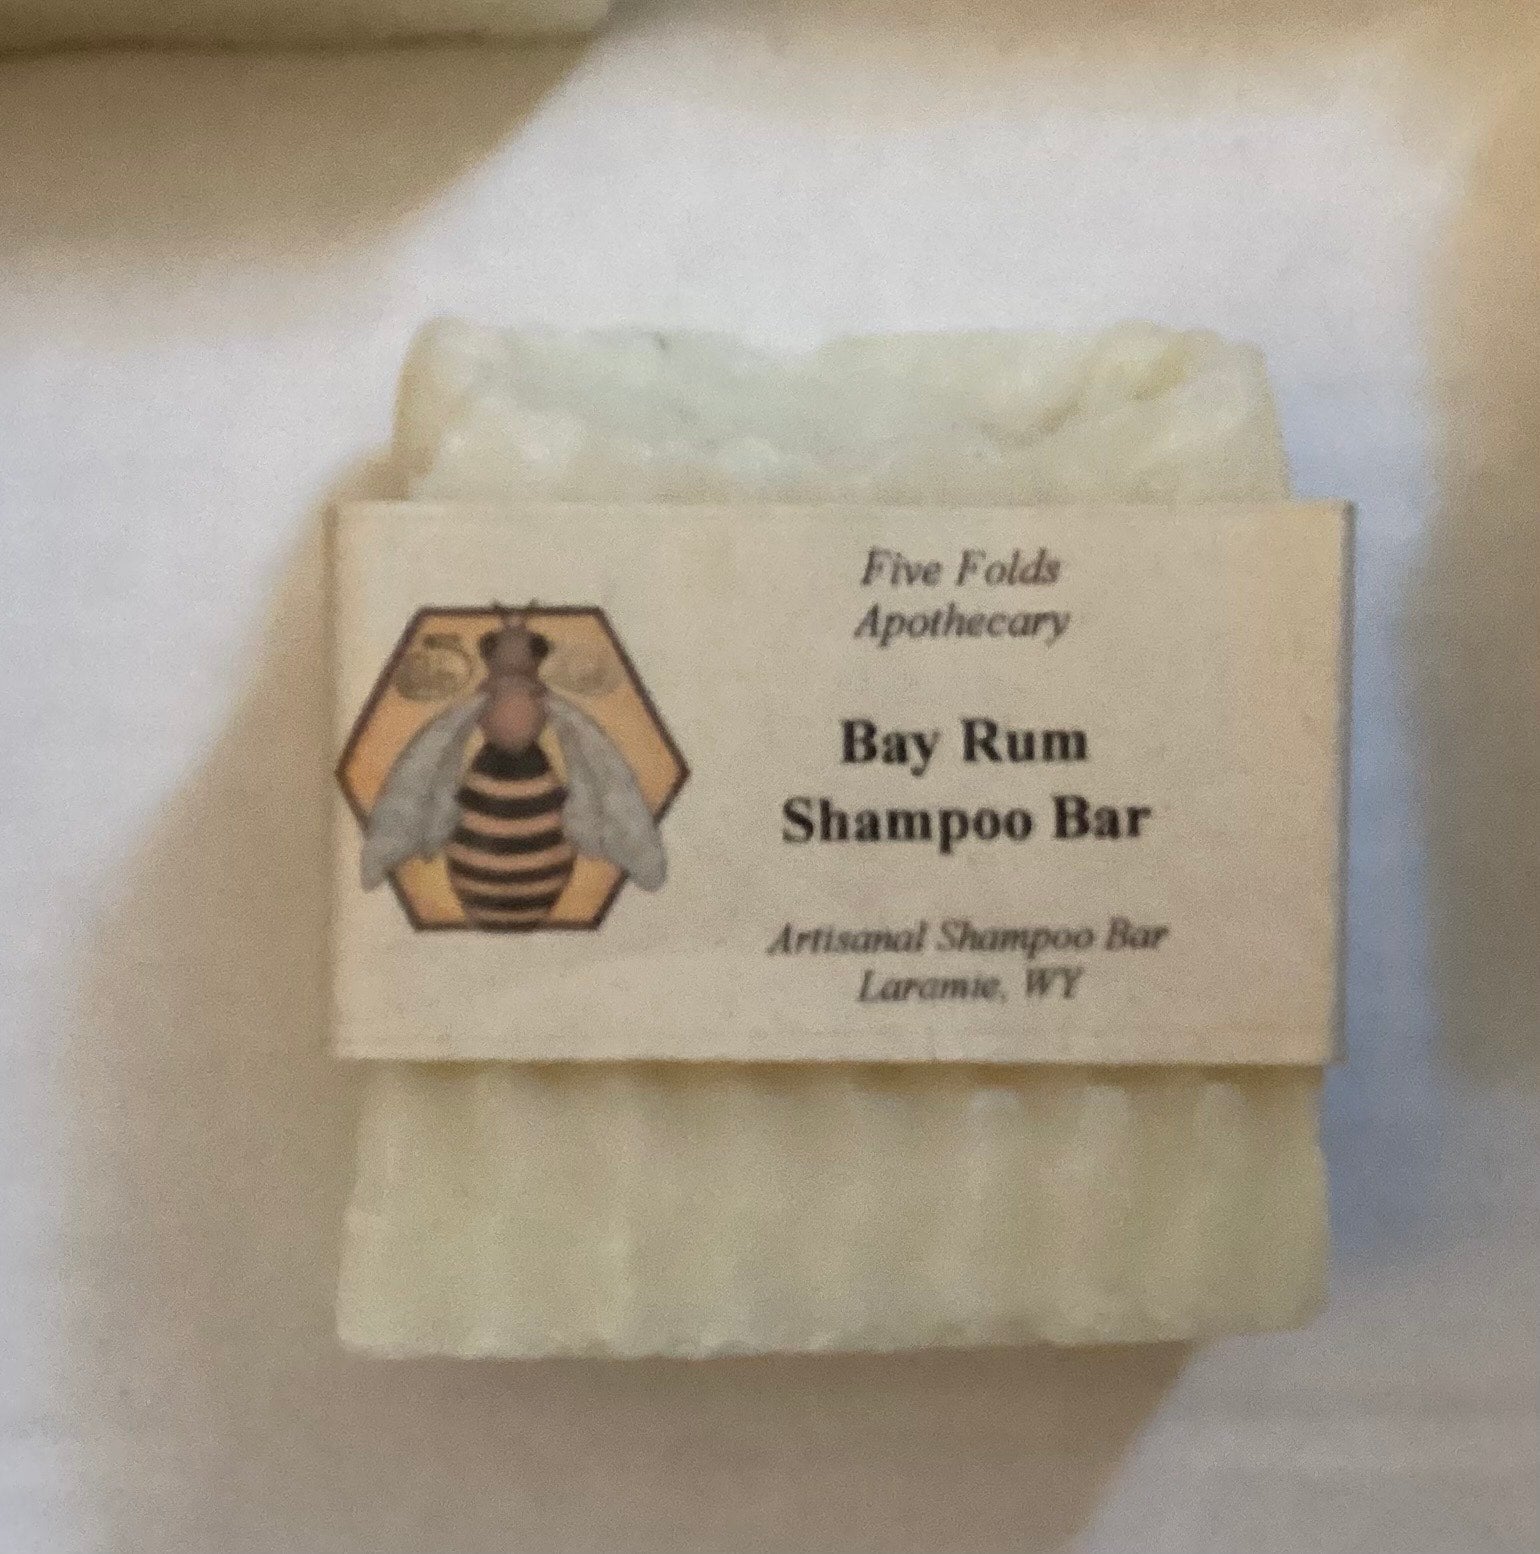 Five Folds
Apothecary
Bay Rum
Shampoo Bar
Artisanal Shampoo Bar
Laramie, WY